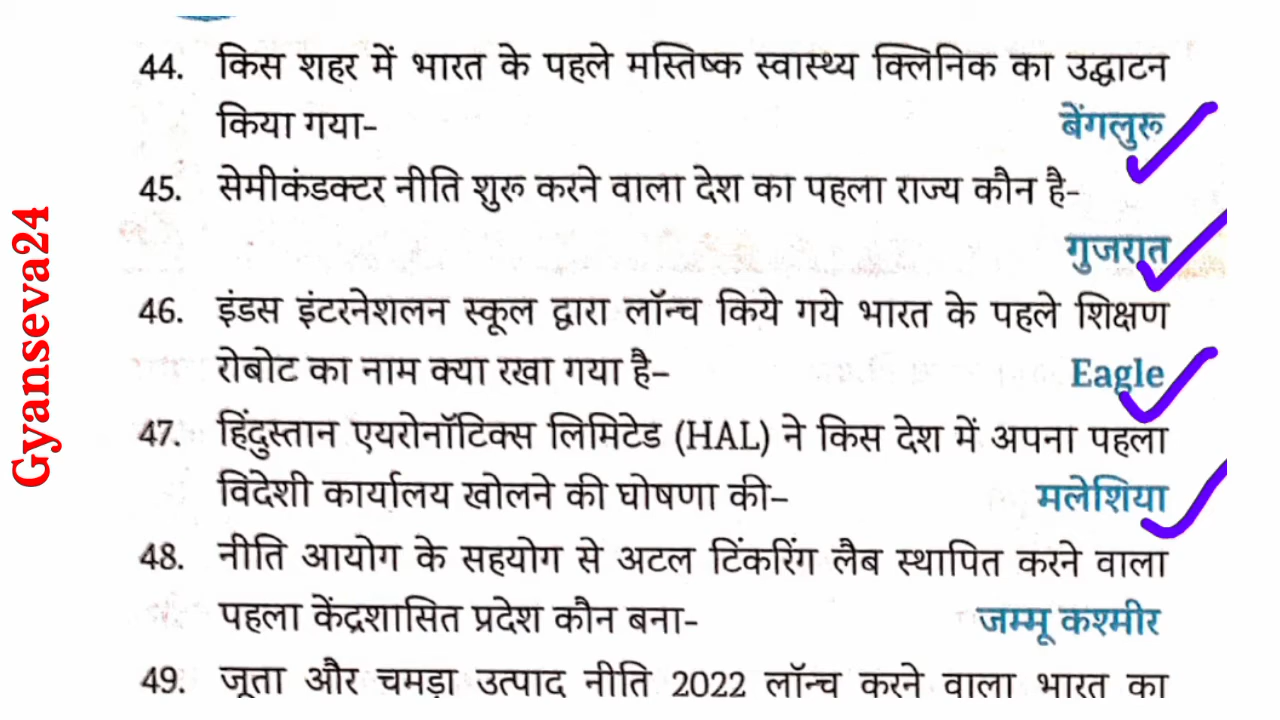 Gyanseva24
44. किस शहर में भारत के पहले मस्तिष्क स्वास्थ्य क्लिनिक का उद्घाटन
किया गया- बेंगलुरू
45. सेमीकंडक्टर नीति शुरू करने वाला देश का पहला राज्य कौन है-
गुजरात
46. इंडस इंटरनेशलन स्कूल द्वारा लॉन्च किये गये भारत के पहले शिक्षण
रोबोट का नाम क्या रखा गया है- Eagle
47. हिंदुस्तान एयरोनॉटिक्स लिमिटेड (HAL) ने किस देश में अपना पहला
विदेशी कार्यालय खोलने की घोषणा की- मलेशिया
48. नीति आयोग के सहयोग से अटल टिंकरिंग लैब स्थापित करने वाला
पहला केंद्रशासित प्रदेश कौन बना- जम्मू कश्मीर
49. जूता और चमड़ा उत्पाद नीति 2022 लॉन्च करने वाला भारत का